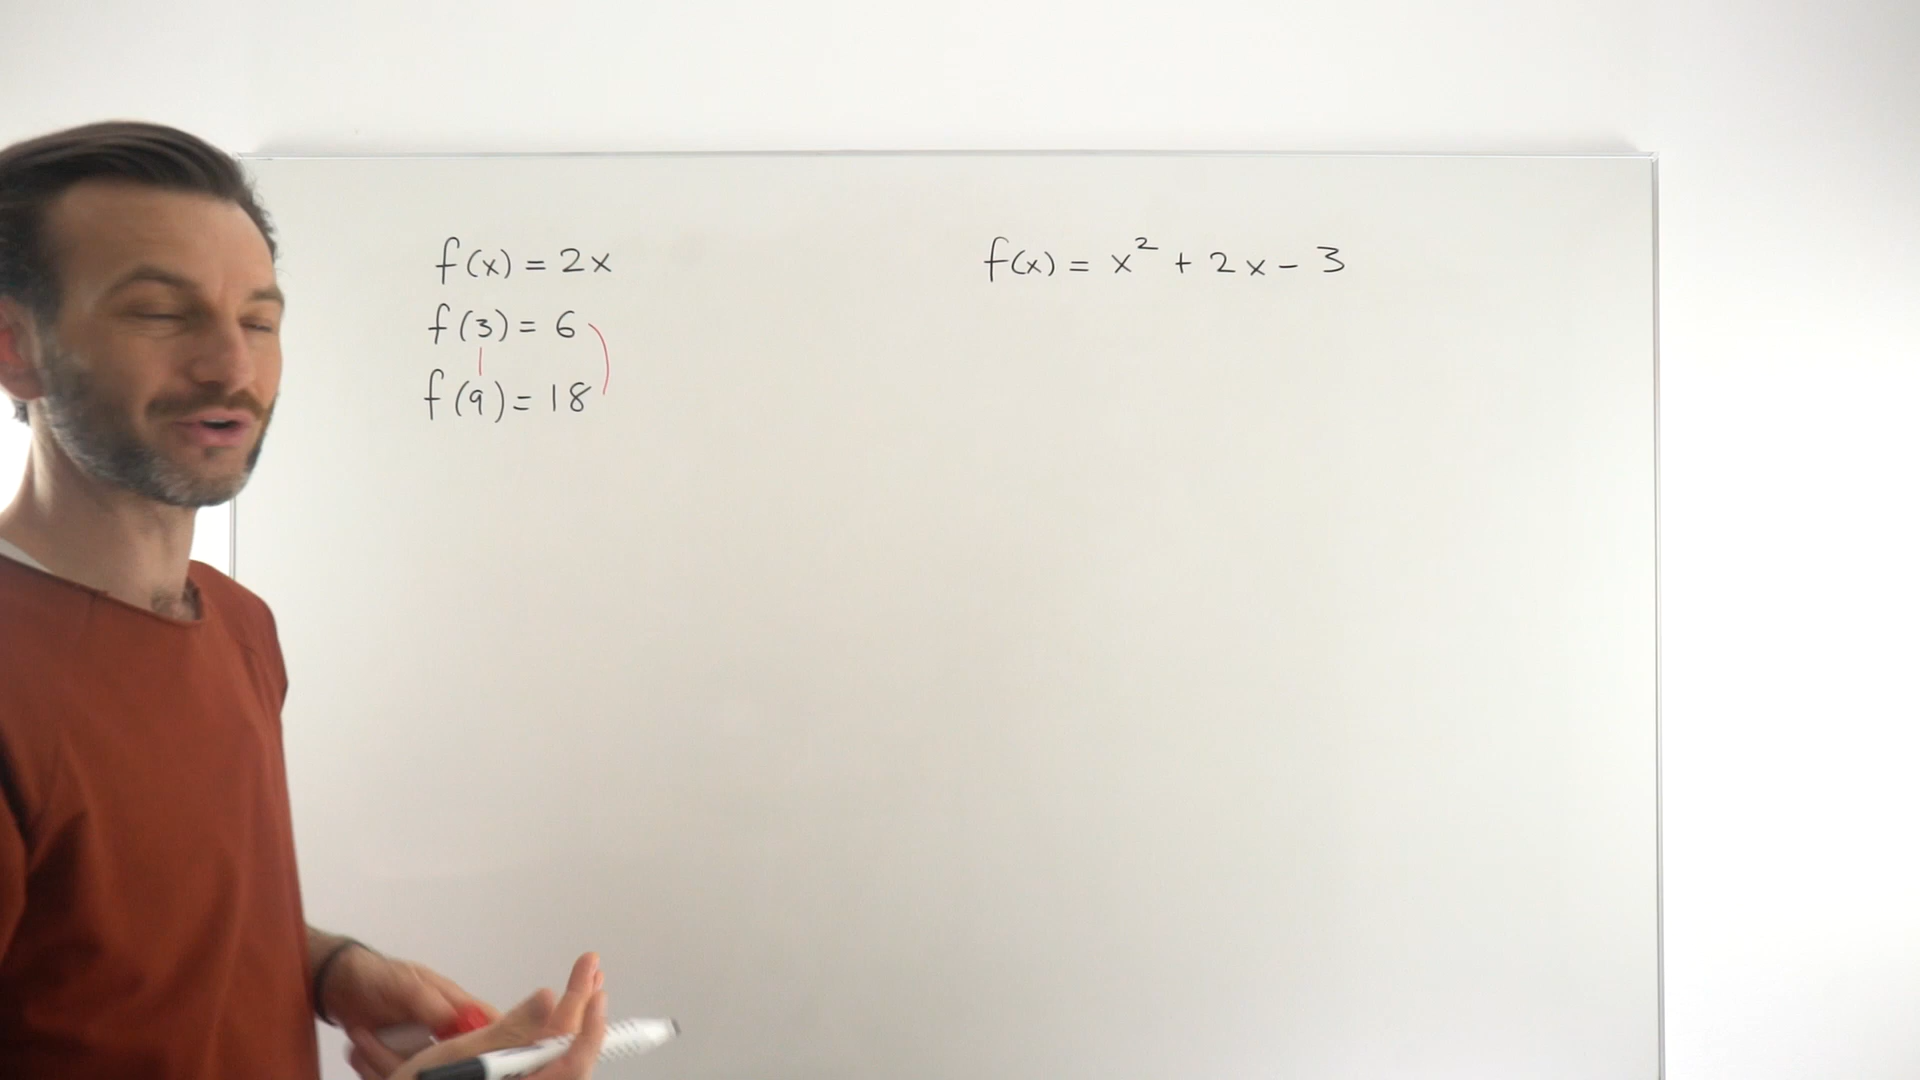 f(x) = 2x
f(3) = 6
f(9) = 18
f(x) = x² + 2x - 3